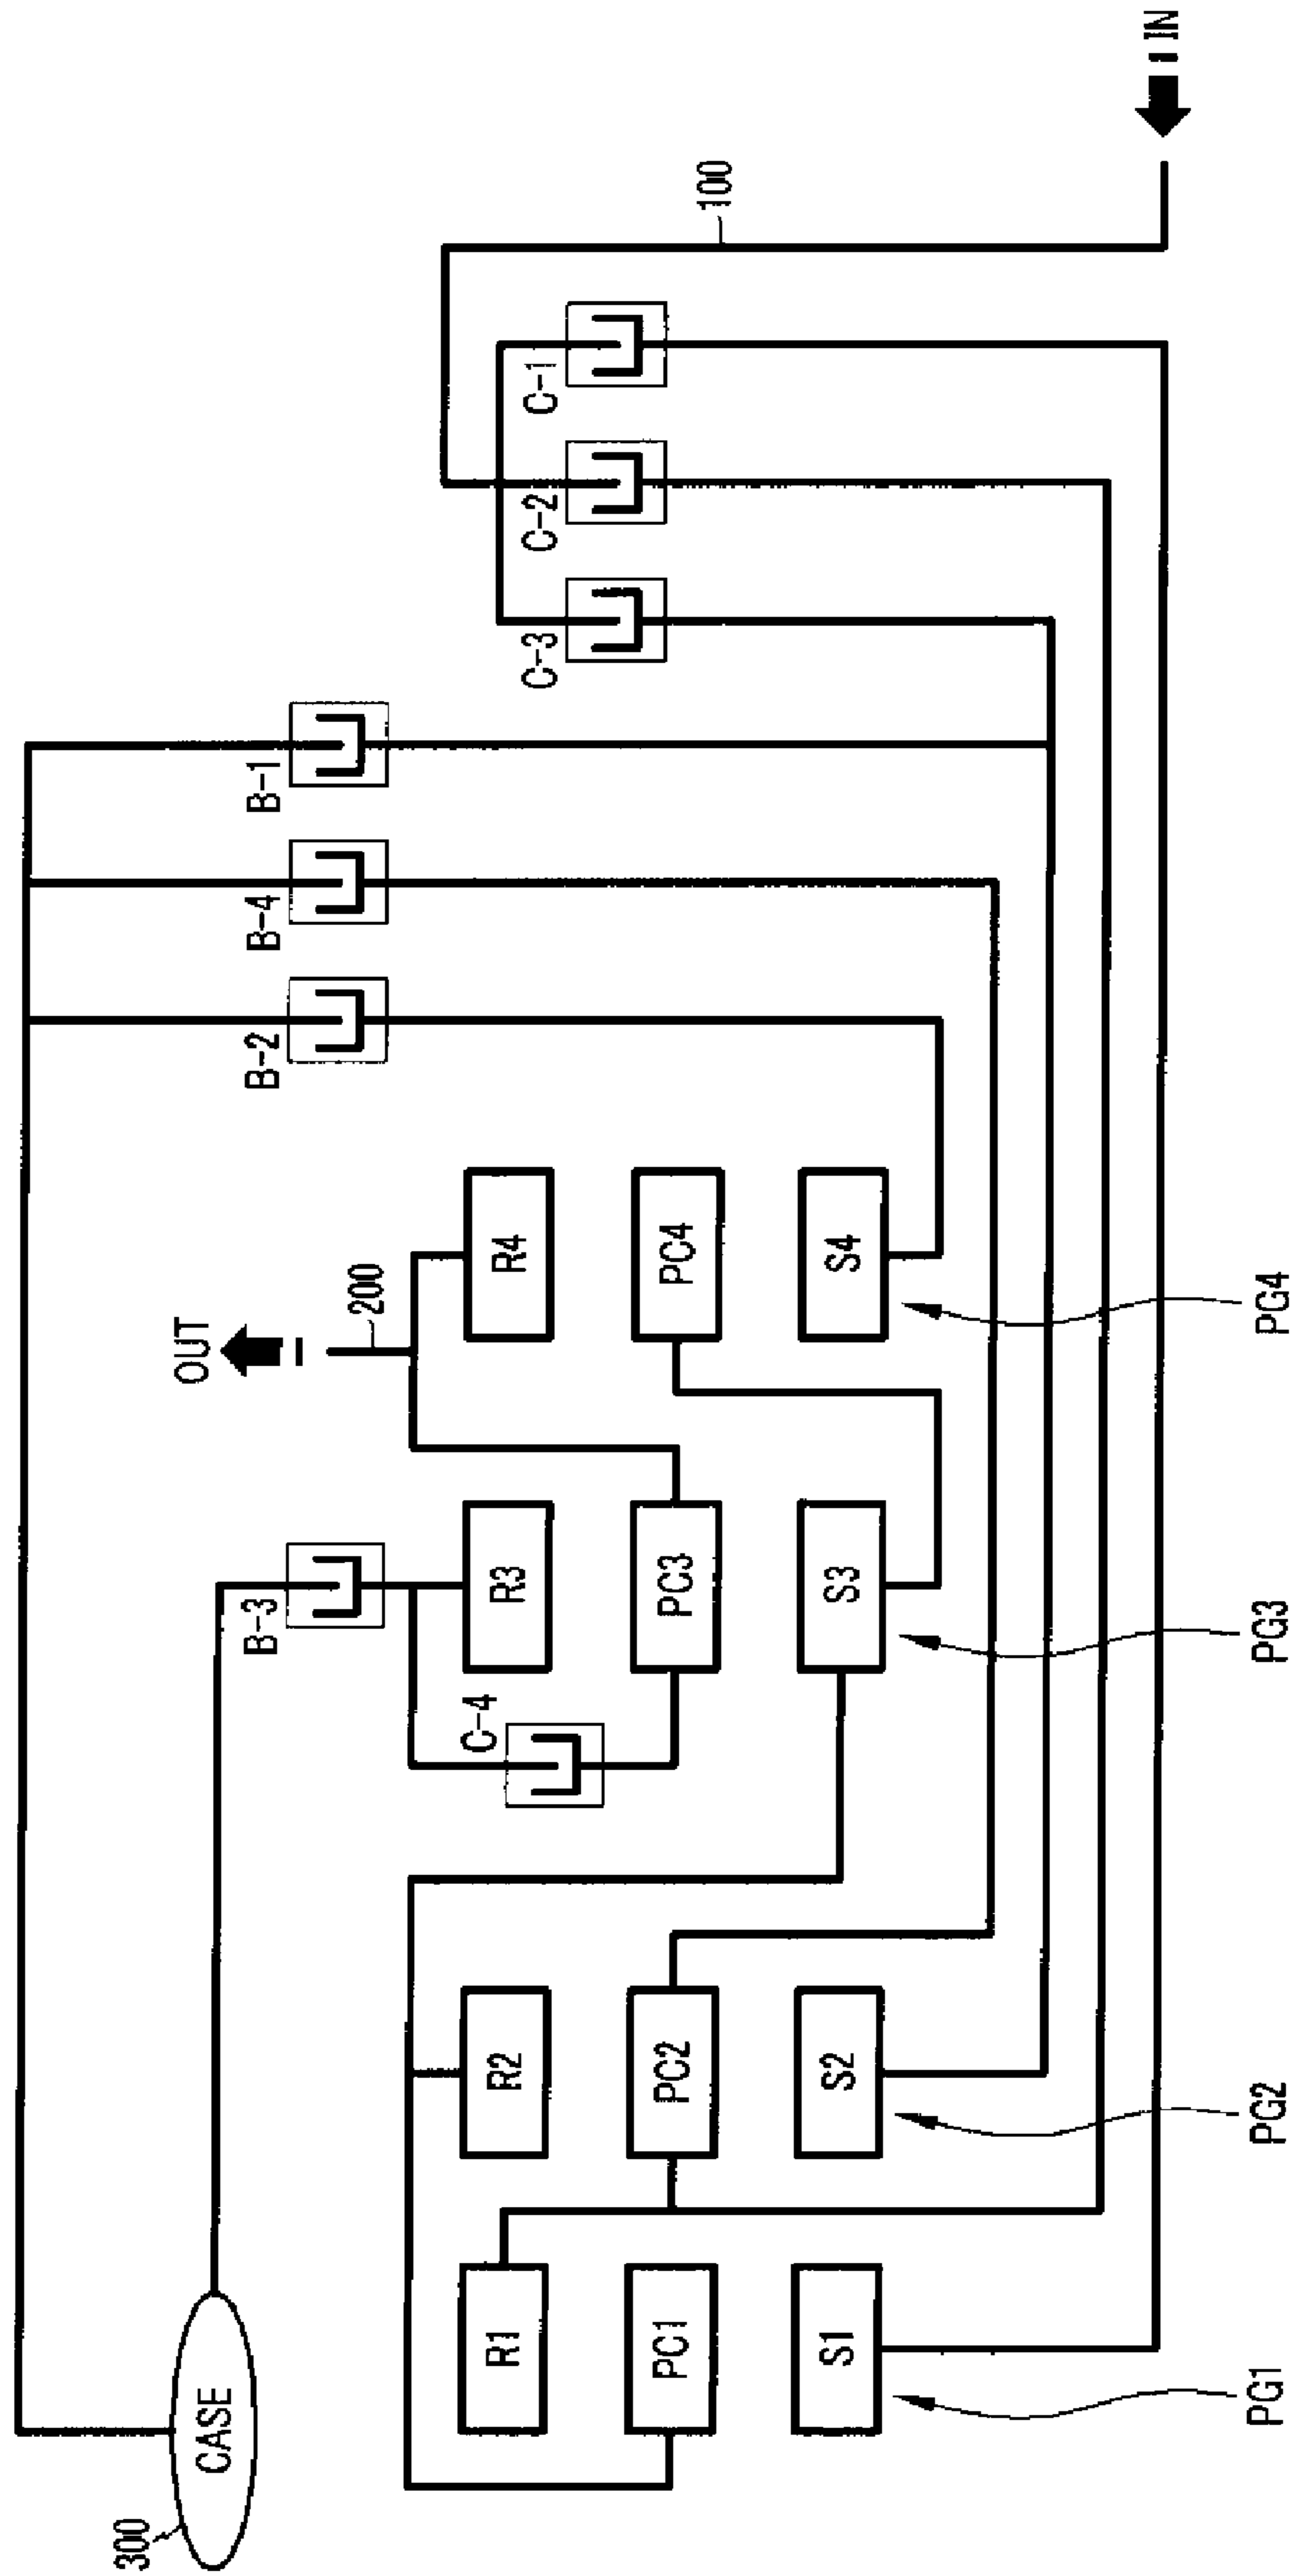 300
CASE
OUT
200
B-3
B-2
B-4
B-1
C-4
C-3
C-2
C-1
100
IN
R1
R2
R3
R4
PC1
PC2
PC3
PC4
S1
S2
S3
S4
PG1
PG2
PG3
PG4